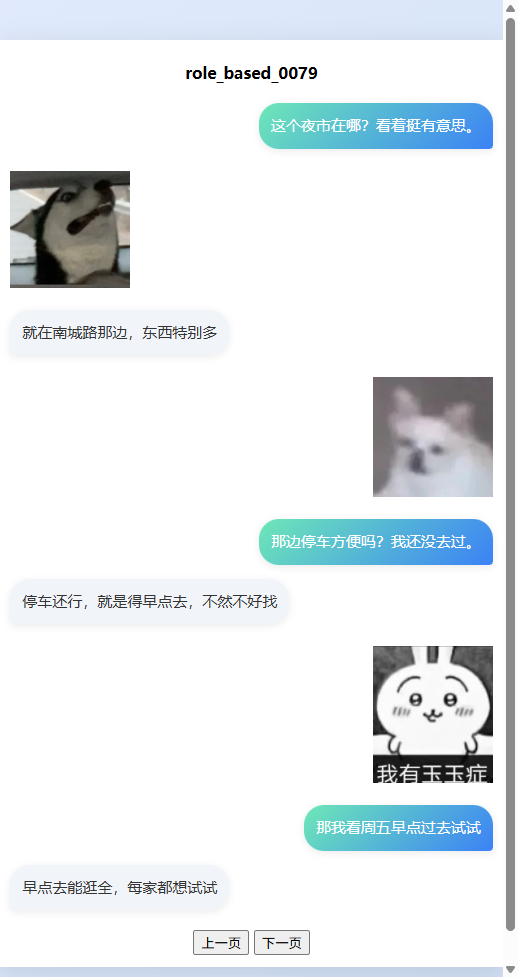 role_based_0079
这个夜市在哪？看着挺有意思。
就在南城路那边，东西特别多
那边停车方便吗？我还没去过。
停车还行，就是得早点去，不然不好找
我有玉玉症
那我看周五早点过去试试
早点去能逛全，每家都想试试
上一页 下一页